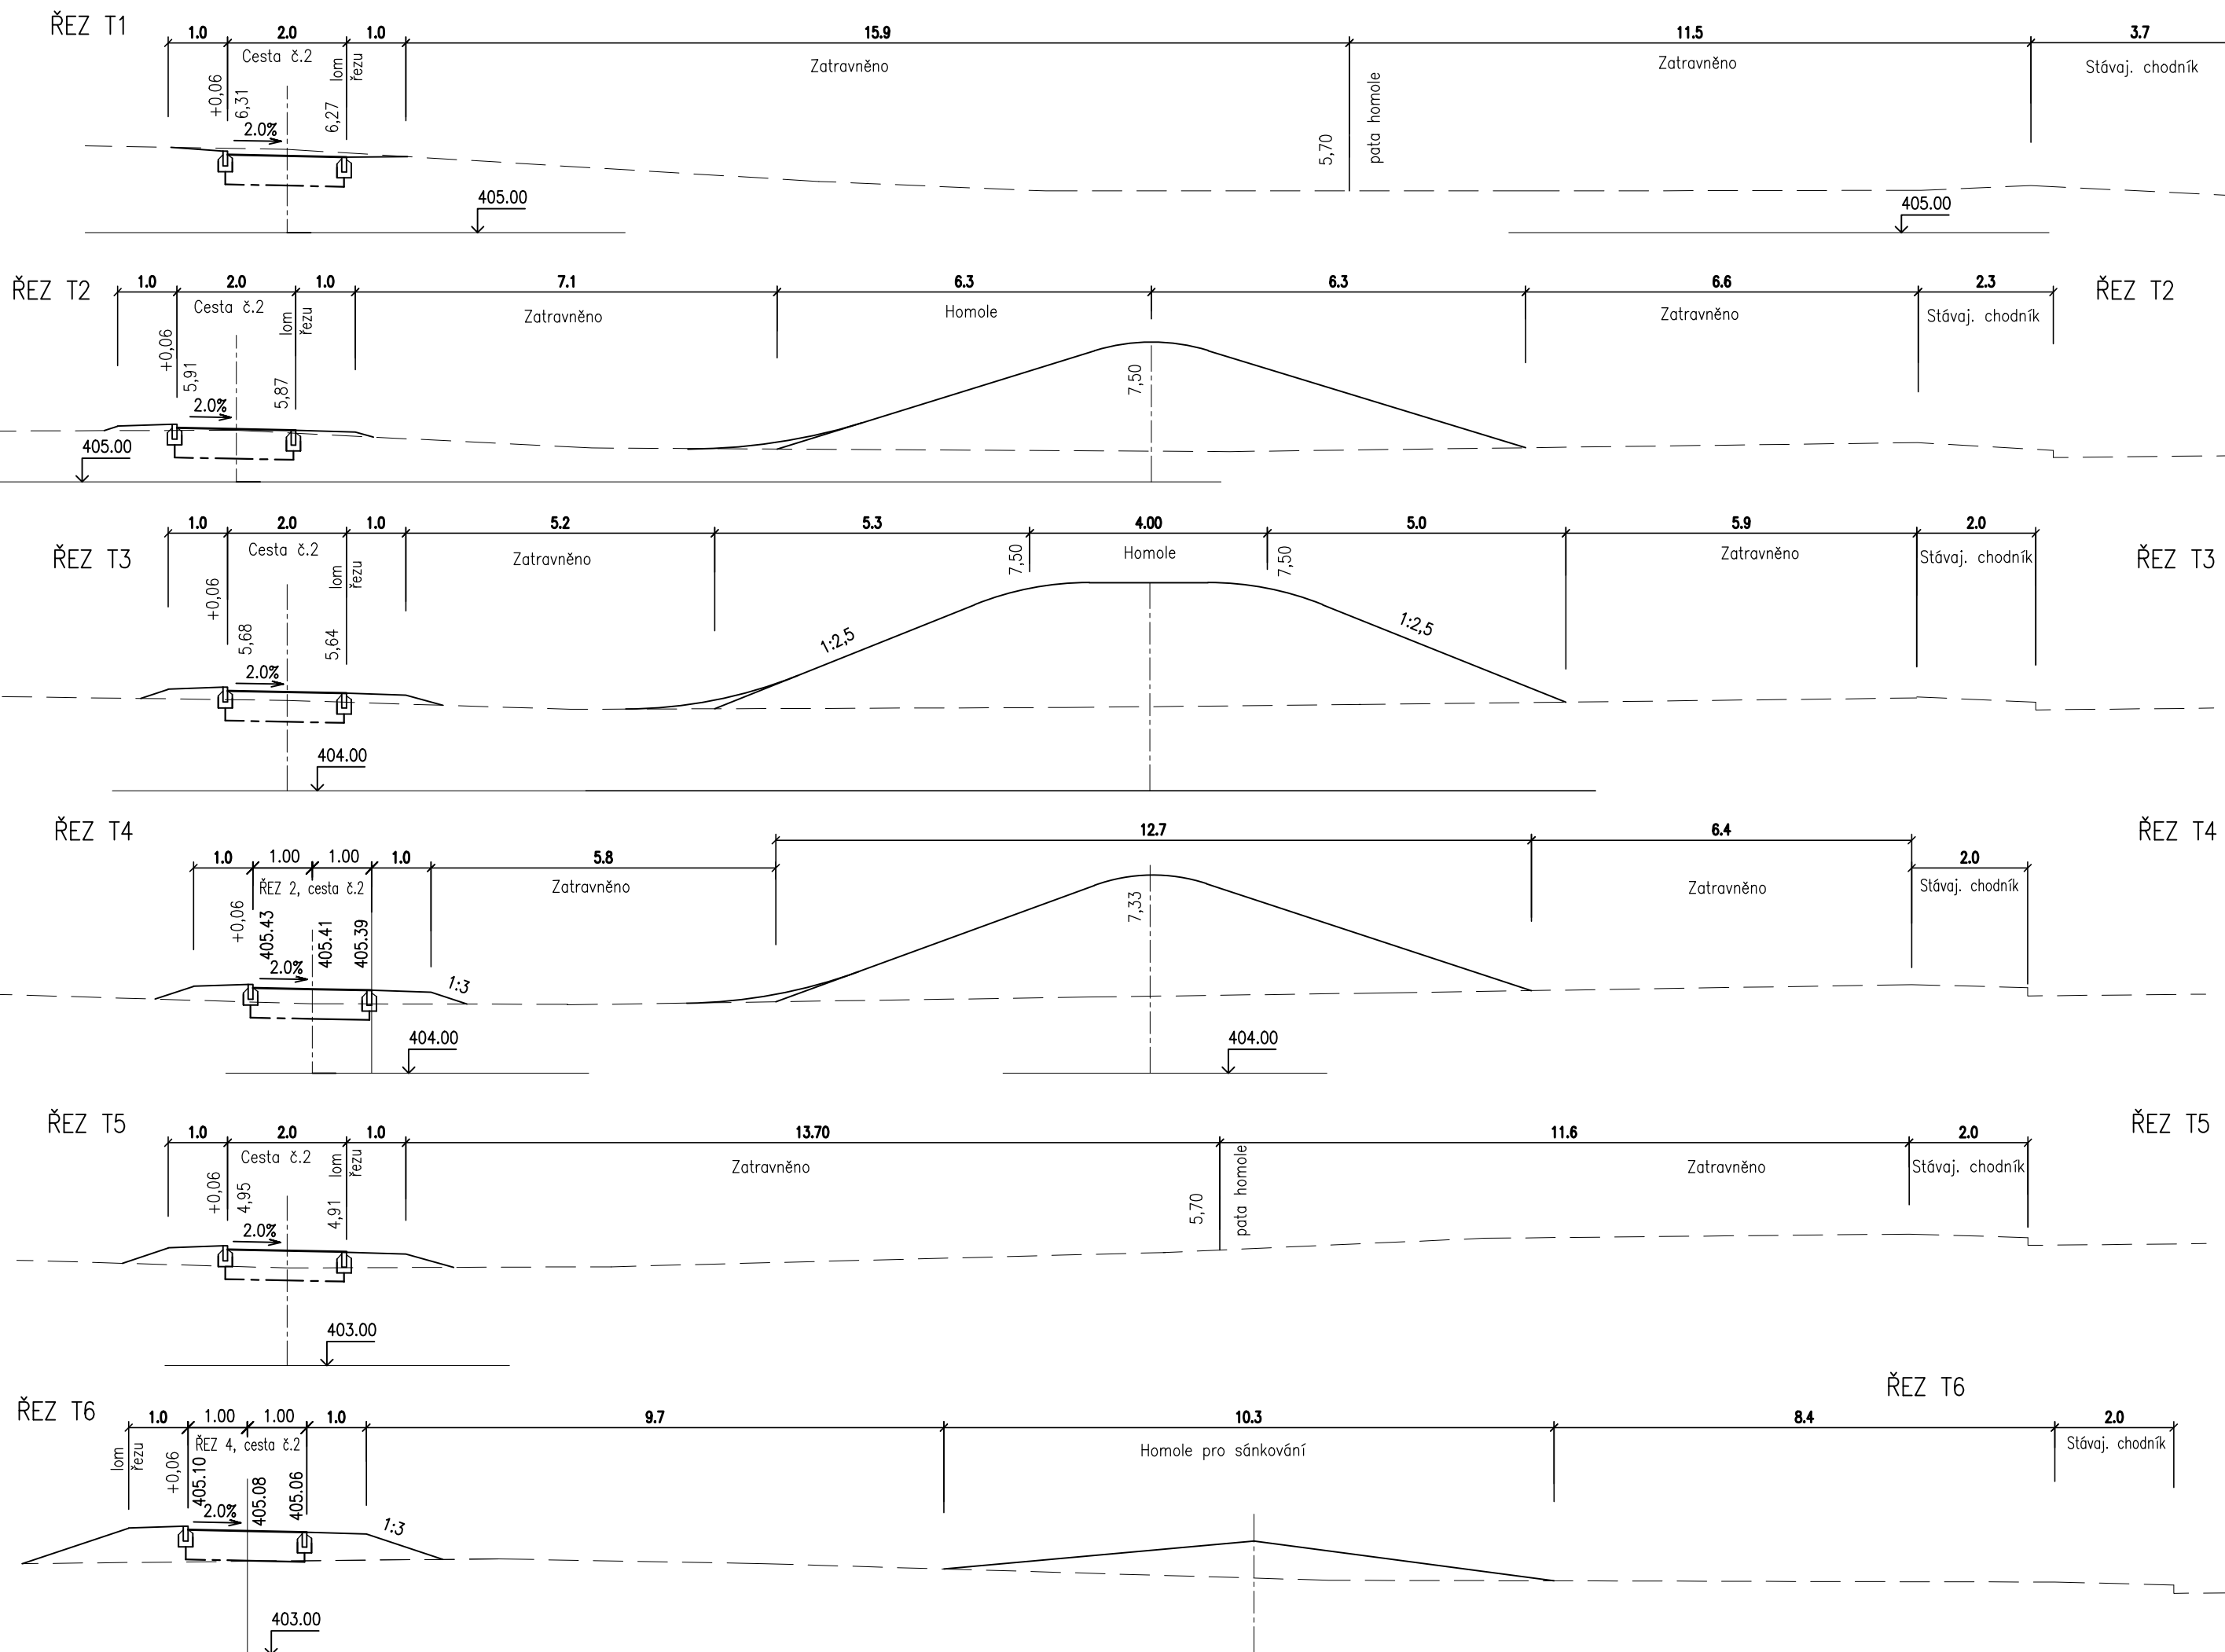 ŘEZ T1
1.0 2.0 1.0 15.9 11.5 3.7
Cesta č.2
lom
řezu
Zatravněno
Zatravněno
Stávaj. chodník
+0,06
6,31
6,27
2.0%
5,70
pata homole
405.00
405.00
ŘEZ T2
1.0 2.0 1.0 7.1 6.3 6.3 6.6 2.3
ŘEZ T2
Cesta č.2
lom
řezu
Zatravněno
Homole
Zatravněno
Stávaj. chodník
+0,06
5,91
5,87
2.0%
7,50
405.00
1.0 2.0 1.0 5.2 5.3 4.00 5.0 5.9 2.0
ŘEZ T3
Cesta č.2
lom
řezu
Zatravněno
7,50
Homole
7,50
Zatravněno
Stávaj. chodník
ŘEZ T3
+0,06
5,68
5,64
2.0%
1:2,5
1:2,5
404.00
ŘEZ T4
12.7 6.4
ŘEZ T4
1.0 1.00 1.00 1.0 5.8 2.0
ŘEZ 2, cesta č.2
Zatravněno
Zatravněno
Stávaj. chodník
+0,06
405.43
405.41
405.39
2.0%
1:3
7,33
404.00
404.00
ŘEZ T5
1.0 2.0 1.0 13.70 11.6 2.0
ŘEZ T5
Cesta č.2
lom
řezu
Zatravněno
Zatravněno
Stávaj. chodník
+0,06
4,95
4,91
2.0%
5,70
pata homole
403.00
ŘEZ T6
ŘEZ T6
1.0 1.00 1.00 1.0 9.7 10.3 8.4 2.0
lom
řezu
ŘEZ 4, cesta č.2
Homole pro sánkování
Stávaj. chodník
+0,06
405.10
405.08
405.06
2.0%
1:3
403.00